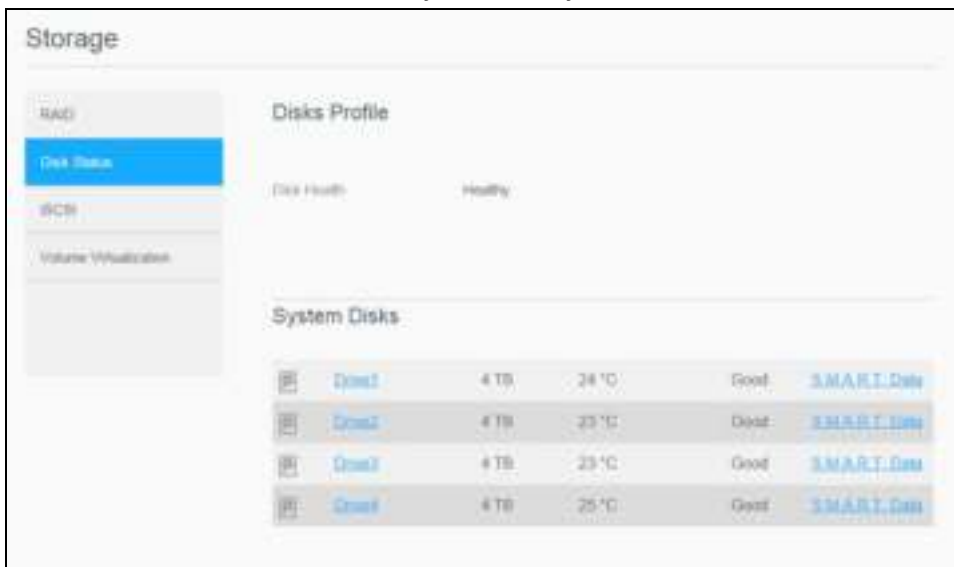 Storage
RAID
Disk Status
iSCSI
Volume Virtualization
Disks Profile
Disk Health Healthy
System Disks
Drive1 4 TB 24 °C Good S.M.A.R.T. Data
Drive2 4 TB 23 °C Good S.M.A.R.T. Data
Drive3 4 TB 23 °C Good S.M.A.R.T. Data
Drive4 4 TB 25 °C Good S.M.A.R.T. Data